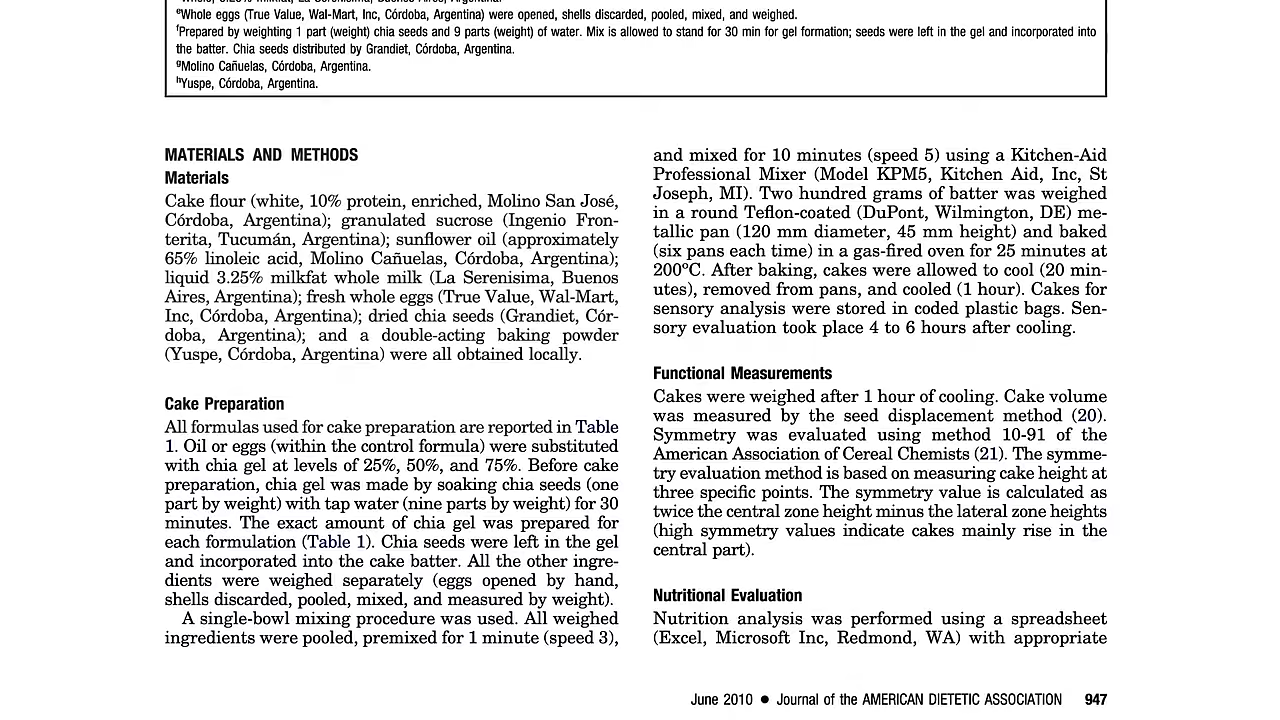 ᵉWhole eggs (True Value, Wal-Mart, Inc, Córdoba, Argentina) were opened, shells discarded, pooled, mixed, and weighed.
ᶠPrepared by weighting 1 part (weight) chia seeds and 9 parts (weight) of water. Mix is allowed to stand for 30 min for gel formation; seeds were left in the gel and incorporated into
the batter. Chia seeds distributed by Grandiet, Córdoba, Argentina.
ᵍMolino Cañuelas, Córdoba, Argentina.
ʰYuspe, Córdoba, Argentina.
MATERIALS AND METHODS
Materials
Cake flour (white, 10% protein, enriched, Molino San José,
Córdoba, Argentina); granulated sucrose (Ingenio Fron-
terita, Tucumán, Argentina); sunflower oil (approximately
65% linoleic acid, Molino Cañuelas, Córdoba, Argentina);
liquid 3.25% milkfat whole milk (La Serenisima, Buenos
Aires, Argentina); fresh whole eggs (True Value, Wal-Mart,
Inc, Córdoba, Argentina); dried chia seeds (Grandiet, Cór-
doba, Argentina); and a double-acting baking powder
(Yuspe, Córdoba, Argentina) were all obtained locally.
Cake Preparation
All formulas used for cake preparation are reported in Table
1. Oil or eggs (within the control formula) were substituted
with chia gel at levels of 25%, 50%, and 75%. Before cake
preparation, chia gel was made by soaking chia seeds (one
part by weight) with tap water (nine parts by weight) for 30
minutes. The exact amount of chia gel was prepared for
each formulation (Table 1). Chia seeds were left in the gel
and incorporated into the cake batter. All the other ingre-
dients were weighed separately (eggs opened by hand,
shells discarded, pooled, mixed, and measured by weight).
A single-bowl mixing procedure was used. All weighed
ingredients were pooled, premixed for 1 minute (speed 3),
and mixed for 10 minutes (speed 5) using a Kitchen-Aid
Professional Mixer (Model KPM5, Kitchen Aid, Inc, St
Joseph, MI). Two hundred grams of batter was weighed
in a round Teflon-coated (DuPont, Wilmington, DE) me-
tallic pan (120 mm diameter, 45 mm height) and baked
(six pans each time) in a gas-fired oven for 25 minutes at
200ºC. After baking, cakes were allowed to cool (20 min-
utes), removed from pans, and cooled (1 hour). Cakes for
sensory analysis were stored in coded plastic bags. Sen-
sory evaluation took place 4 to 6 hours after cooling.
Functional Measurements
Cakes were weighed after 1 hour of cooling. Cake volume
was measured by the seed displacement method (20).
Symmetry was evaluated using method 10-91 of the
American Association of Cereal Chemists (21). The symme-
try evaluation method is based on measuring cake height at
three specific points. The symmetry value is calculated as
twice the central zone height minus the lateral zone heights
(high symmetry values indicate cakes mainly rise in the
central part).
Nutritional Evaluation
Nutrition analysis was performed using a spreadsheet
(Excel, Microsoft Inc, Redmond, WA) with appropriate
June 2010 ● Journal of the AMERICAN DIETETIC ASSOCIATION 947